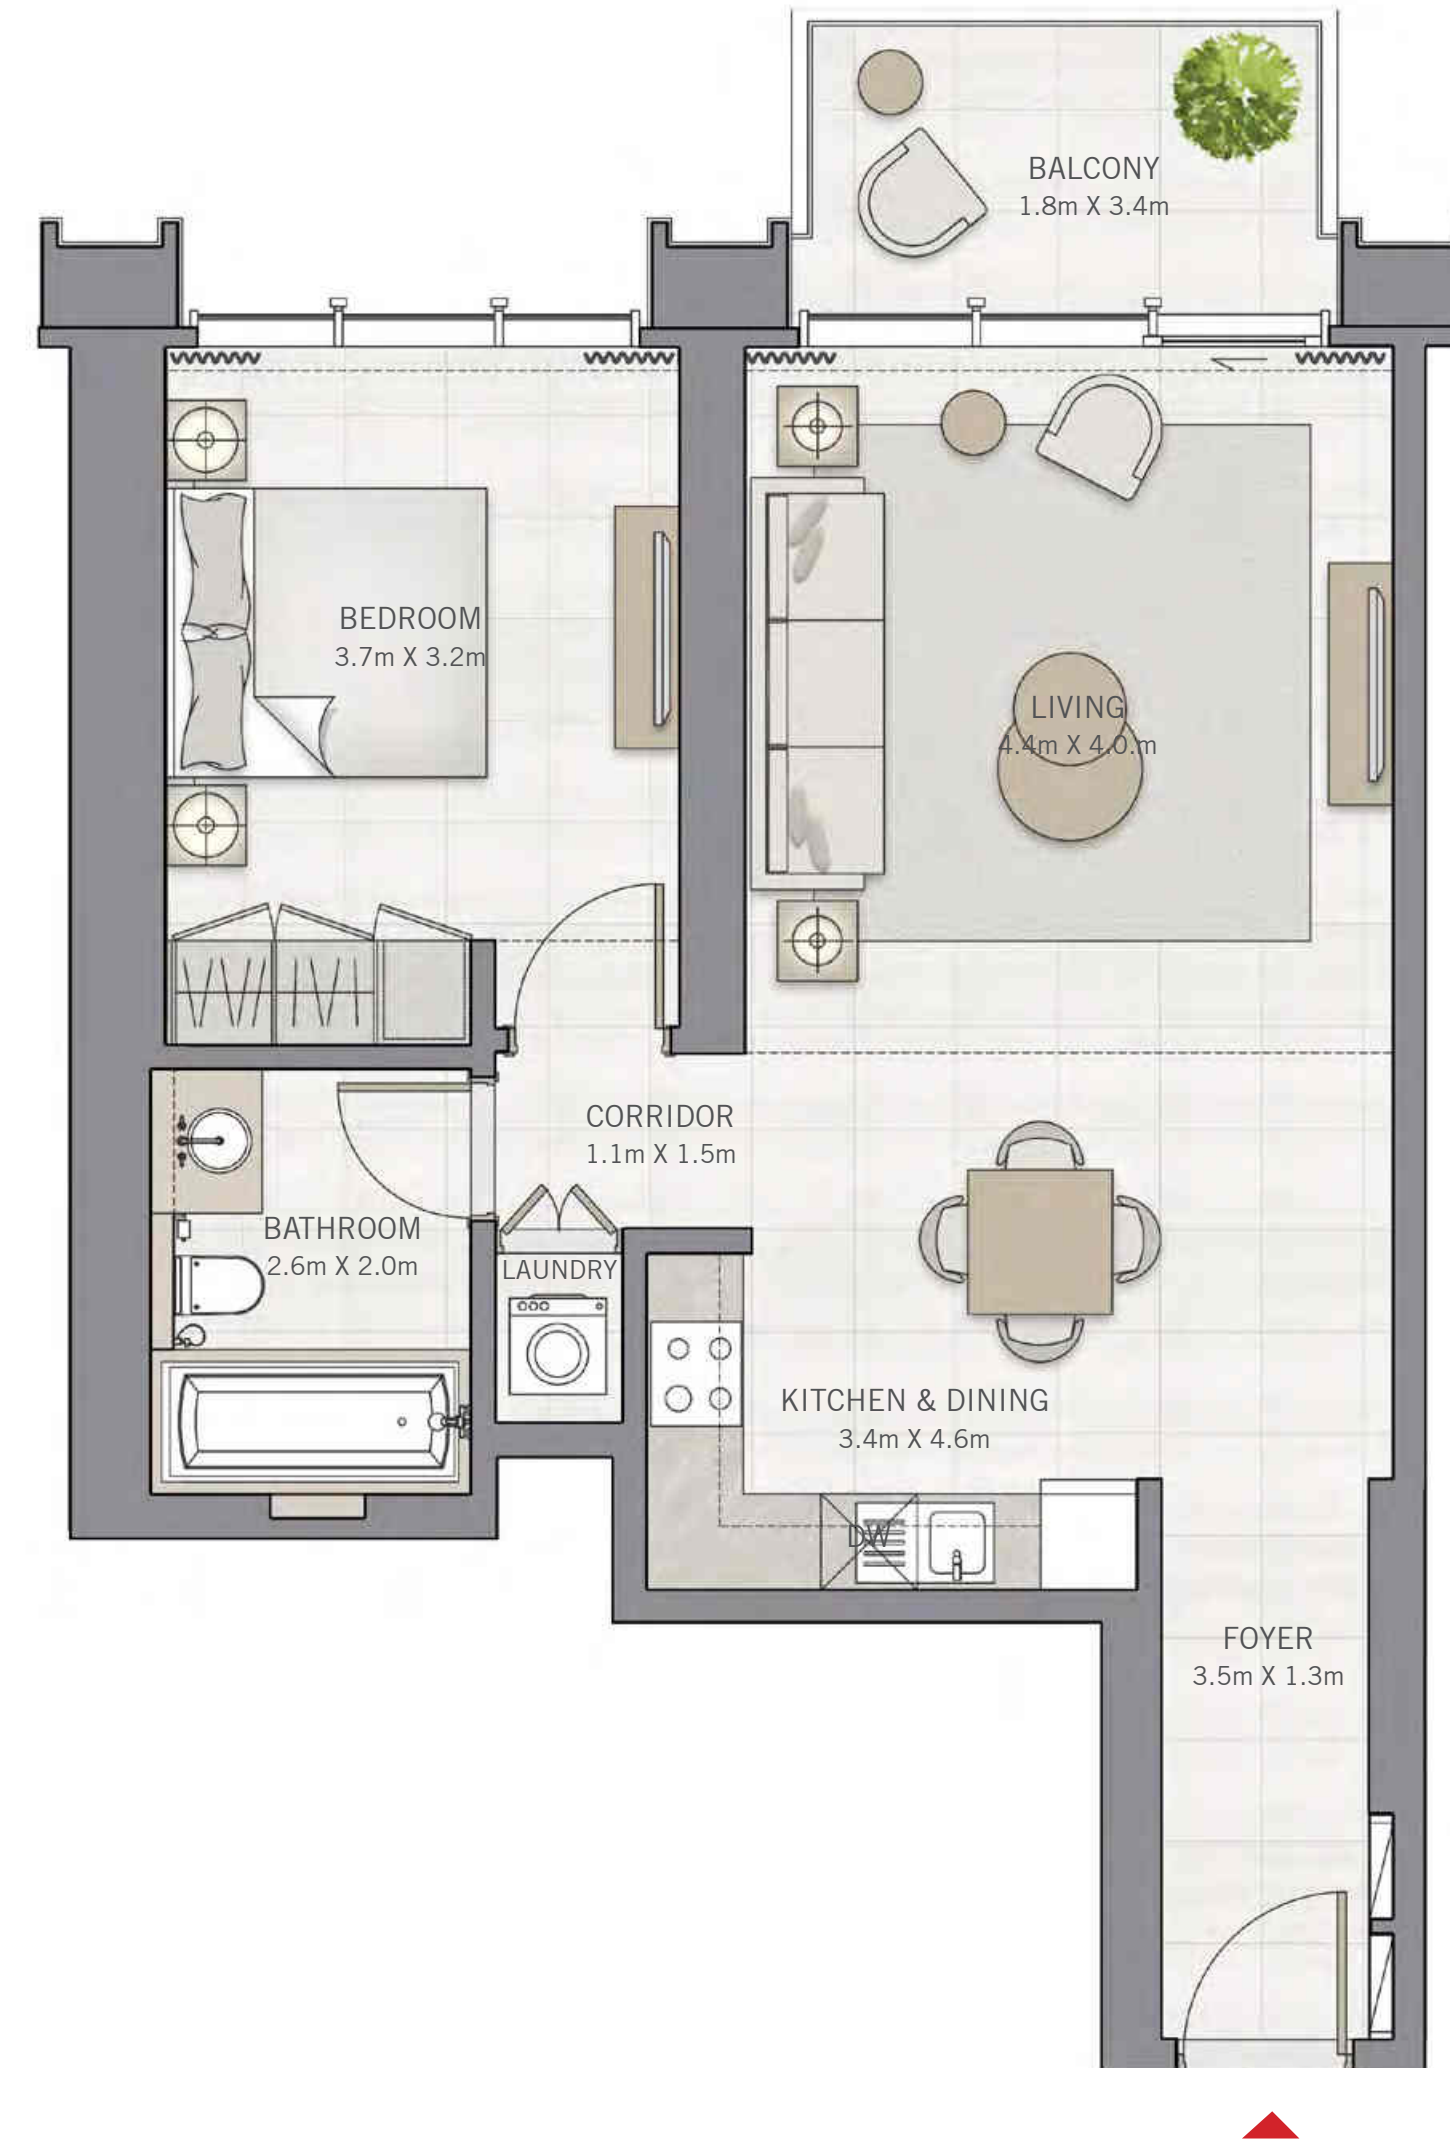 BALCONY
1.8m X 3.4m
BEDROOM
3.7m X 3.2m
LIVING
4.4m X 4.0.m
CORRIDOR
1.1m X 1.5m
BATHROOM
2.6m X 2.0m
LAUNDRY
KITCHEN & DINING
3.4m X 4.6m
DW
FOYER
3.5m X 1.3m